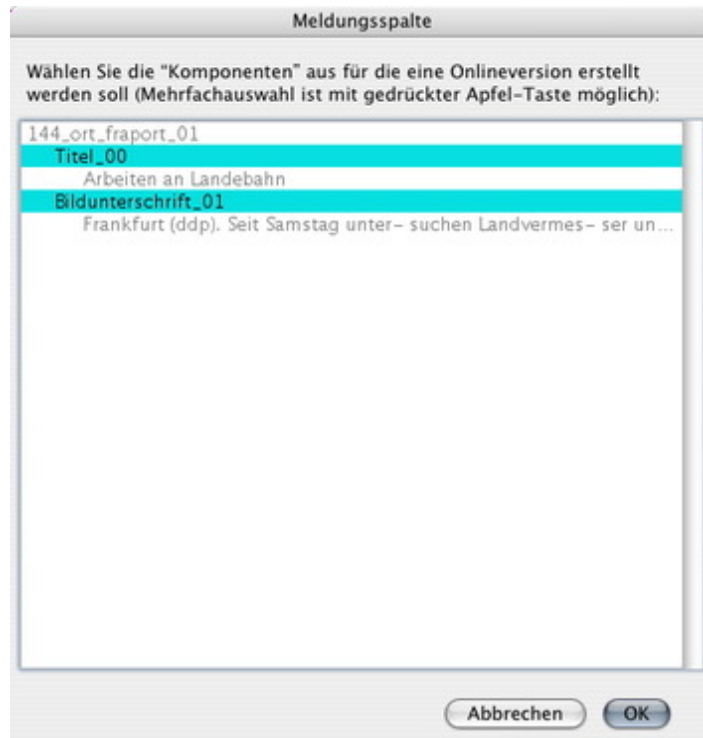 Meldungsspalte
Wählen Sie die "Komponenten" aus für die eine Onlineversion erstellt
werden soll (Mehrfachauswahl ist mit gedrückter Apfel-Taste möglich):
144_ort_fraport_01
Titel_00
Arbeiten an Landebahn
Bildunterschrift_01
Frankfurt (ddp). Seit Samstag unter- suchen Landvermes- ser un...
Abbrechen OK